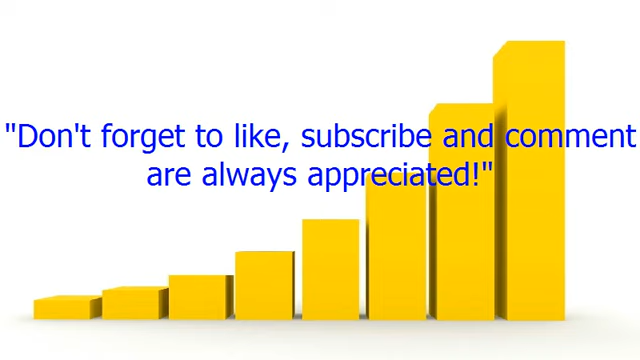 "Don't forget to like, subscribe and comment
are always appreciated!"